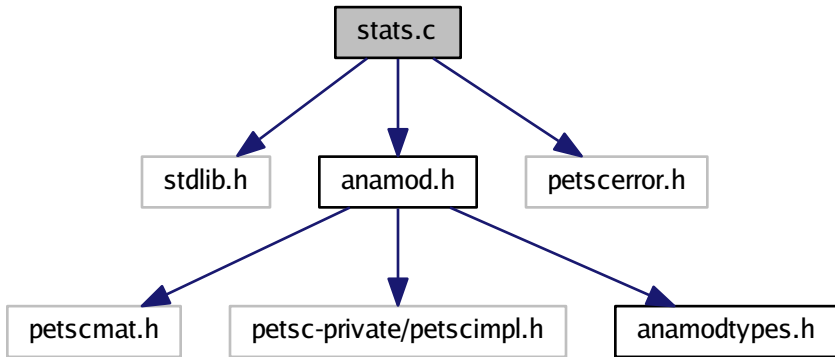 stats.c
stdlib.h
anamod.h
petscerror.h
petscmat.h
petsc-private/petscimpl.h
anamodtypes.h